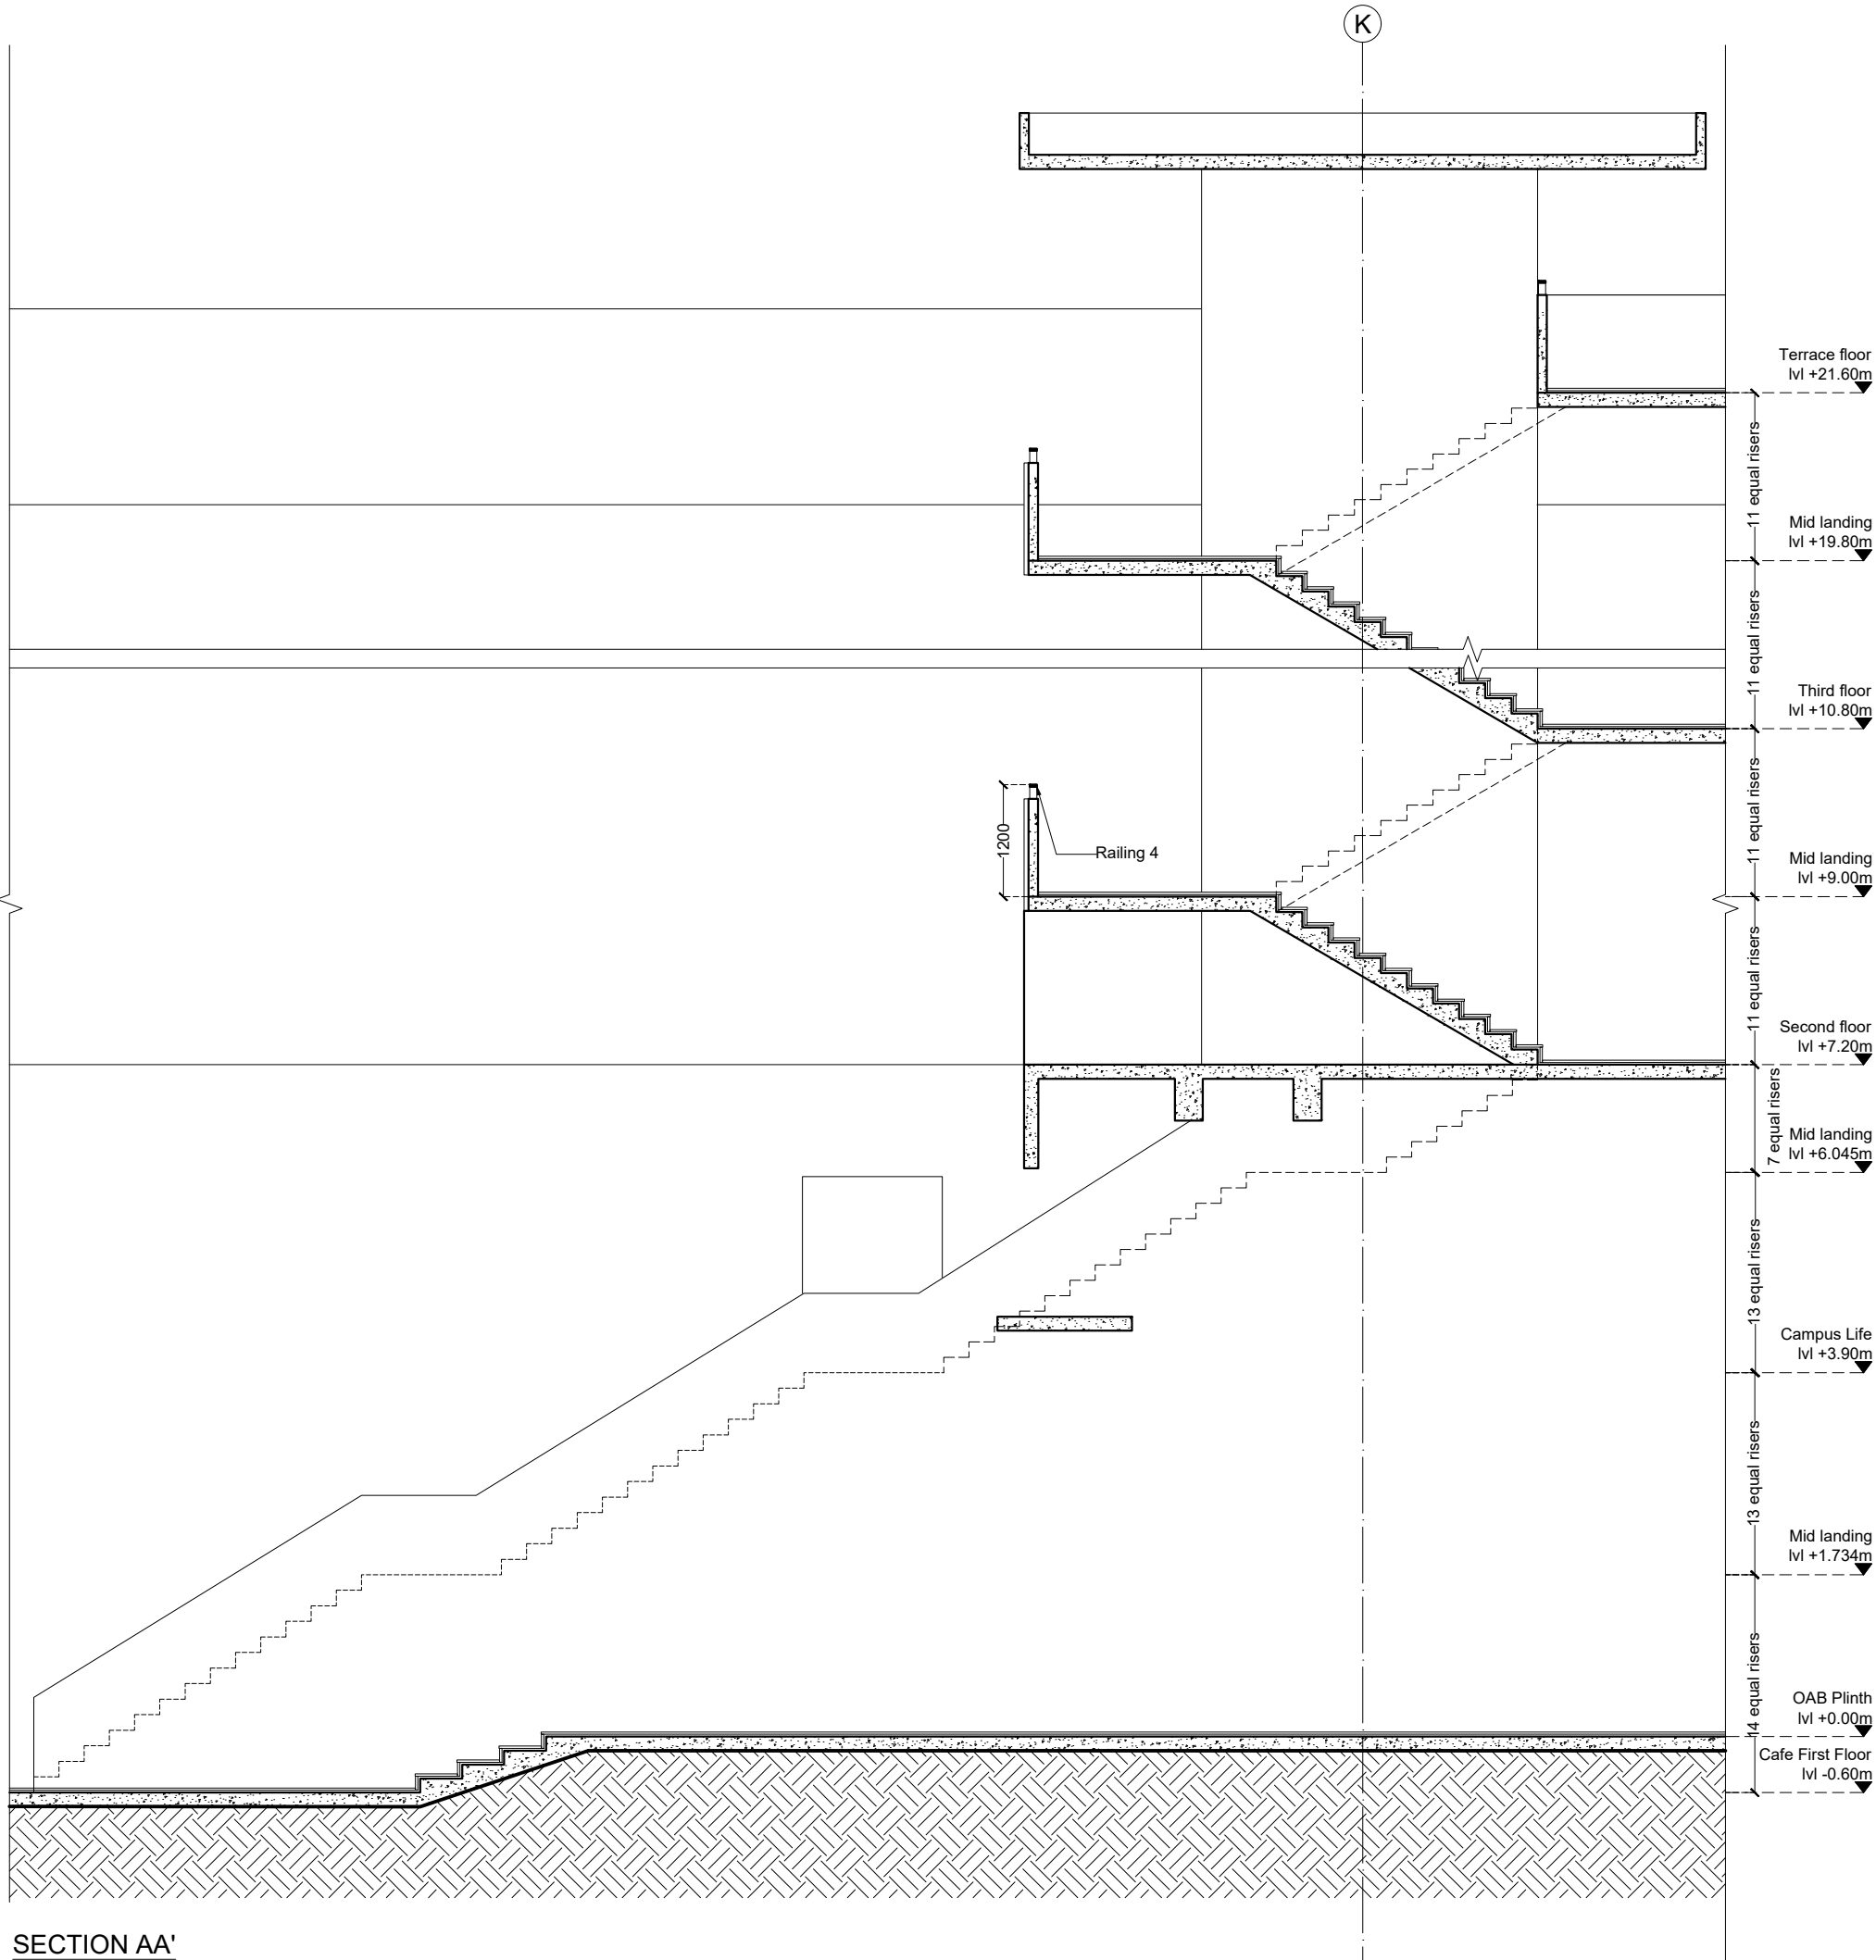 K
Terrace floor
lvl +21.60m
11 equal risers
Mid landing
lvl +19.80m
11 equal risers
Third floor
lvl +10.80m
11 equal risers
1200
Railing 4
Mid landing
lvl +9.00m
11 equal risers
Second floor
lvl +7.20m
7 equal risers
Mid landing
lvl +6.045m
13 equal risers
Campus Life
lvl +3.90m
13 equal risers
Mid landing
lvl +1.734m
14 equal risers
OAB Plinth
lvl +0.00m
Cafe First Floor
lvl -0.60m
SECTION AA'